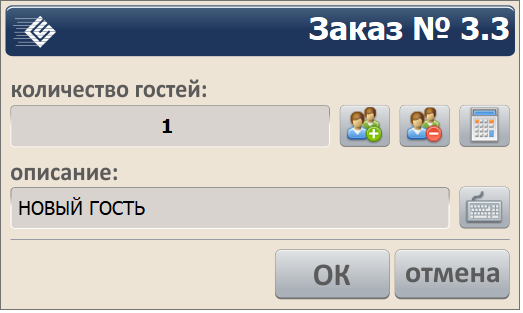 Заказ № 3.3
количество гостей:
1
описание:
НОВЫЙ ГОСТЬ
ОК
отмена